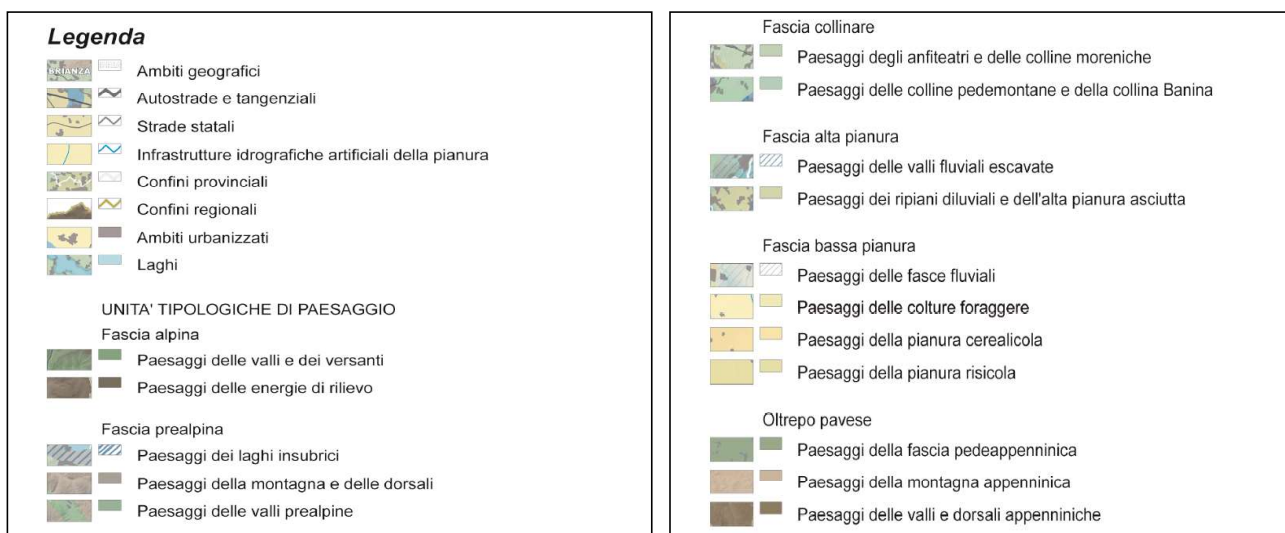 Legenda
BRIANZA
Ambiti geografici
Autostrade e tangenziali
Strade statali
Infrastrutture idrografiche artificiali della pianura
Confini provinciali
Confini regionali
Ambiti urbanizzati
Laghi
UNITA' TIPOLOGICHE DI PAESAGGIO
Fascia alpina
Paesaggi delle valli e dei versanti
Paesaggi delle energie di rilievo
Fascia prealpina
Paesaggi dei laghi insubrici
Paesaggi della montagna e delle dorsali
Paesaggi delle valli prealpine
Fascia collinare
Paesaggi degli anfiteatri e delle colline moreniche
Paesaggi delle colline pedemontane e della collina Banina
Fascia alta pianura
Paesaggi delle valli fluviali escavate
Paesaggi dei ripiani diluviali e dell'alta pianura asciutta
Fascia bassa pianura
Paesaggi delle fasce fluviali
Paesaggi delle colture foraggere
Paesaggi della pianura cerealicola
Paesaggi della pianura risicola
Oltrepo pavese
Paesaggi della fascia pedeappenninica
Paesaggi della montagna appenninica
Paesaggi delle valli e dorsali appenniniche